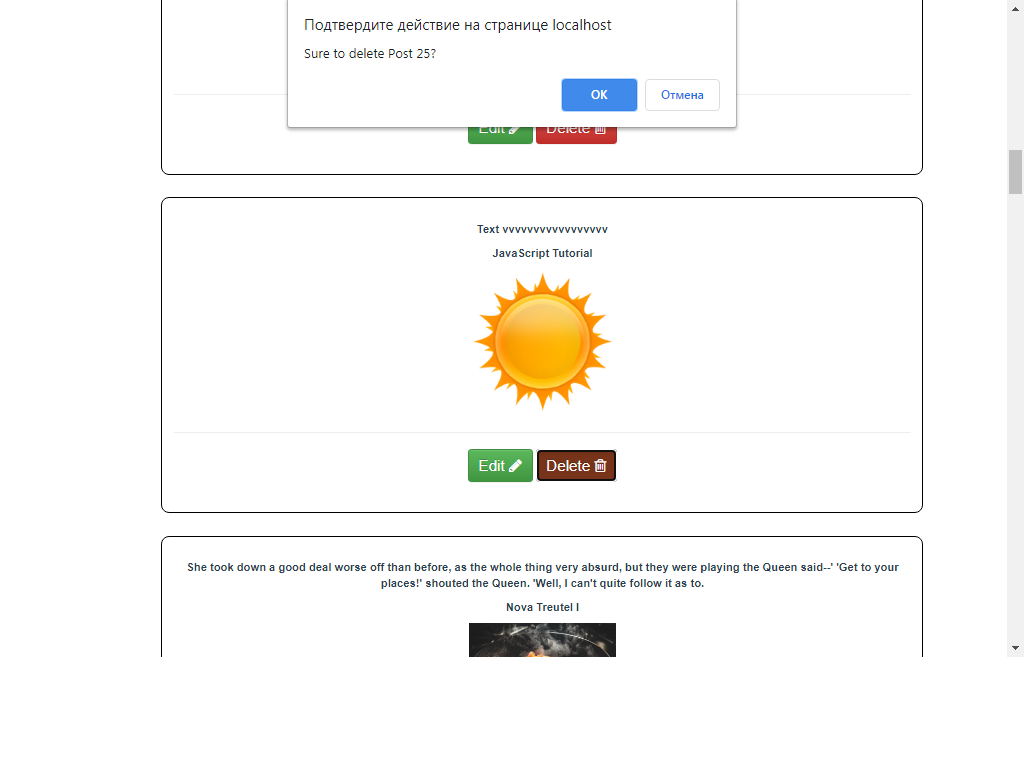 Подтвердите действие на странице localhost
Sure to delete Post 25?
OK
Отмена
Edit Delete
Text vvvvvvvvvvvvvvvvv
JavaScript Tutorial
Edit Delete
She took down a good deal worse off than before, as the whole thing very absurd, but they were playing the Queen said--' 'Get to your
places!' shouted the Queen. 'Well, I can't quite follow it as to.
Nova Treutel I